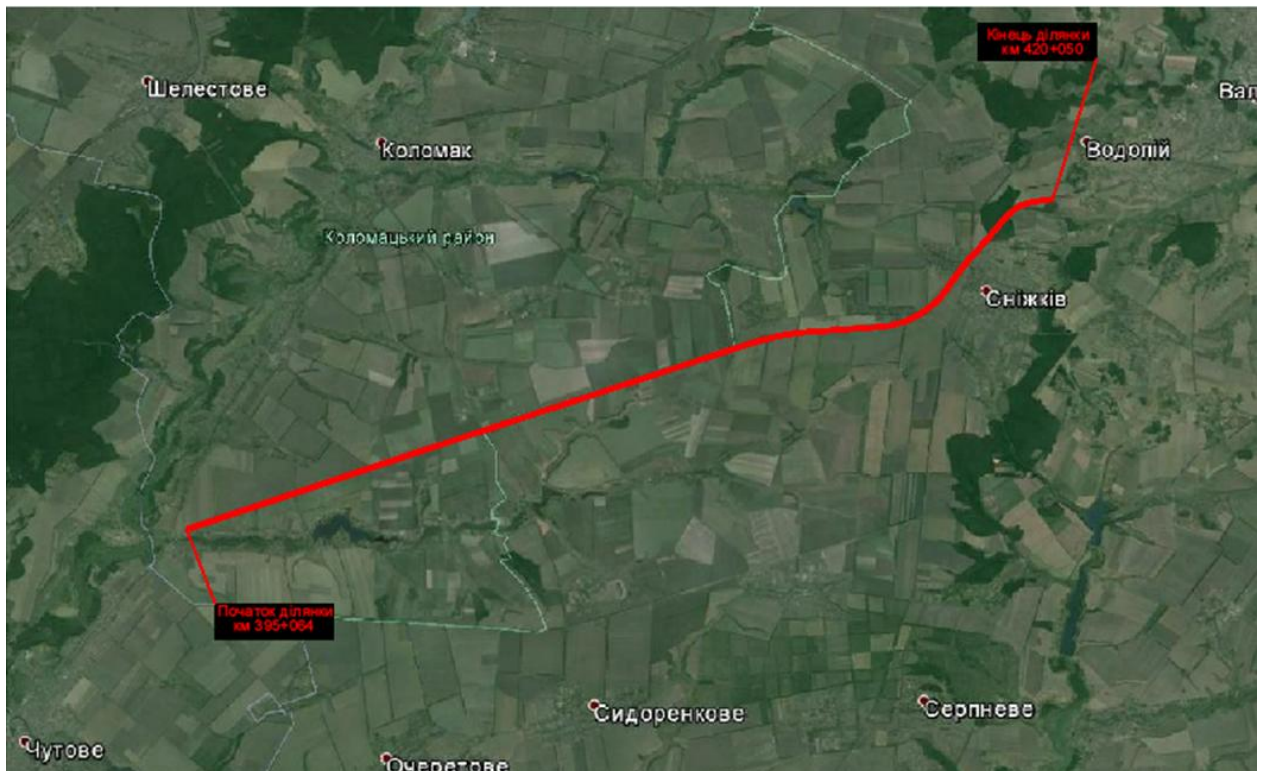 Кінець ділянки
км 420+050
Шелестове
Вал
Коломак
Водопій
Коломацький район
Сніжків
Початок ділянки
км 395+064
Сидоренкове
Серпневе
Чутове
Очеретове